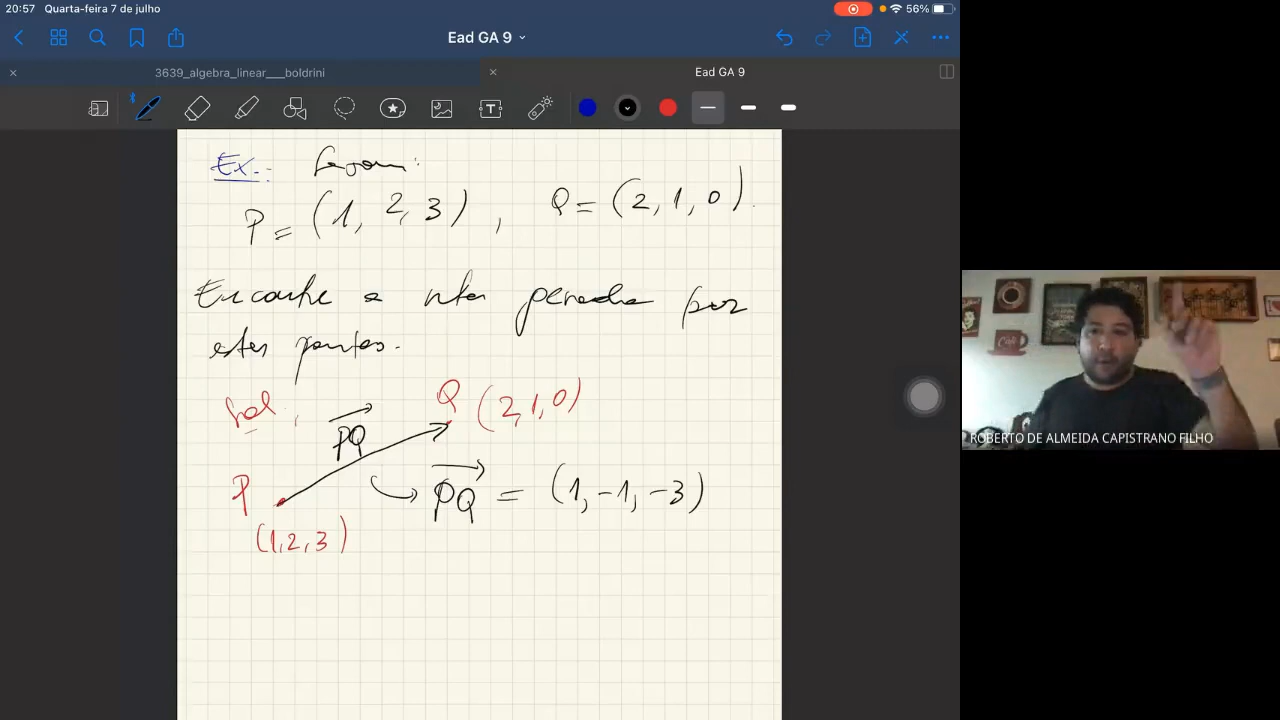 20:57 Quarta-feira 7 de julho 56%
Ead GA 9
3639_algebra_linear___boldrini
Ead GA 9
T
Ex.: Sejam:
P = (1, 2, 3), Q = (2, 1, 0).
Encontre a reta por
estes pontos.
Sol.:
Q (2,1,0)
PQ
P
PQ = (1, -1, -3)
(1,2,3)
Café
ROBERTO DE ALMEIDA CAPISTRANO FILHO